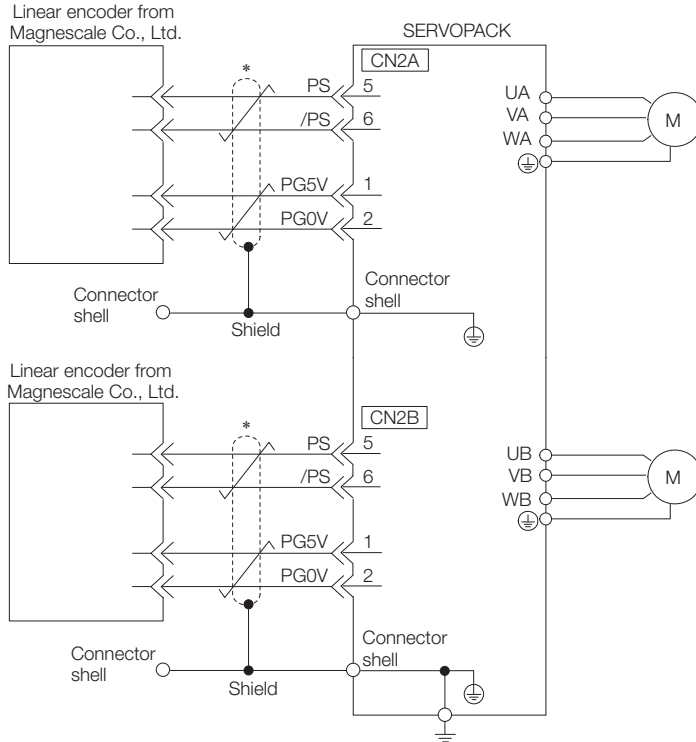 Linear encoder from
Magnescale Co., Ltd.
SERVOPACK
CN2A
*
PS
5
/PS
6
PG5V
1
PG0V
2
UA
VA
WA
M
Connector
shell
Shield
Connector
shell
Linear encoder from
Magnescale Co., Ltd.
CN2B
*
PS
5
/PS
6
PG5V
1
PG0V
2
UB
VB
WB
M
Connector
shell
Shield
Connector
shell